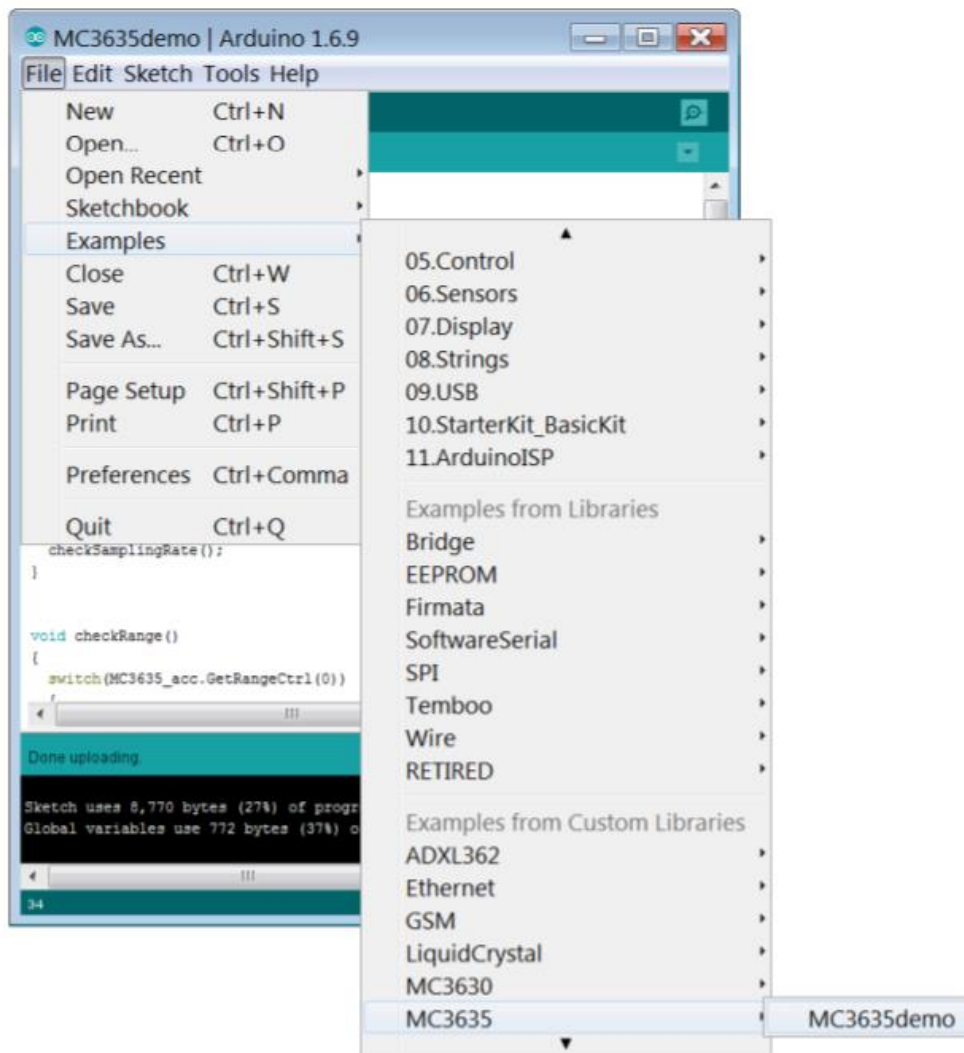 MC3635demo | Arduino 1.6.9
File Edit Sketch Tools Help
New Ctrl+N
Open... Ctrl+O
Open Recent
Sketchbook
Examples
Close Ctrl+W
Save Ctrl+S
Save As... Ctrl+Shift+S
Page Setup Ctrl+Shift+P
Print Ctrl+P
Preferences Ctrl+Comma
Quit Ctrl+Q
05.Control
06.Sensors
07.Display
08.Strings
09.USB
10.StarterKit_BasicKit
11.ArduinoISP
Examples from Libraries
Bridge
EEPROM
Firmata
SoftwareSerial
SPI
Temboo
Wire
RETIRED
Examples from Custom Libraries
ADXL362
Ethernet
GSM
LiquidCrystal
MC3630
MC3635
MC3635demo
checkSamplingRate();
}
void checkRange()
{
switch(MC3635_acc.GetRangeCtrl(0))
{
Done uploading.
Sketch uses 8,770 bytes (27%) of progr
Global variables use 772 bytes (37%) o
34